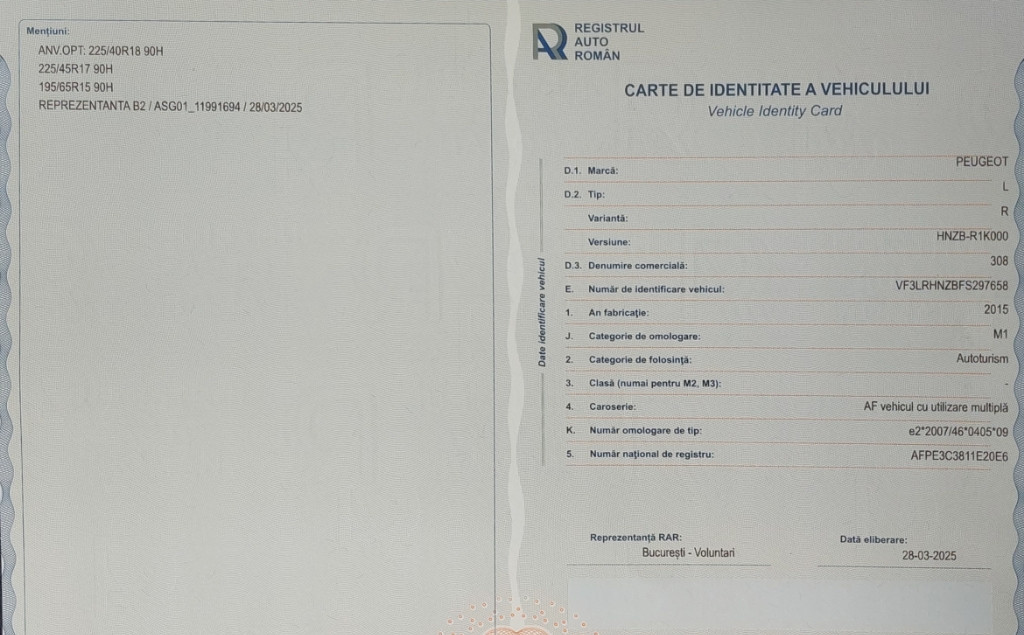 Mențiuni:
ANV.OPT: 225/40R18 90H
225/45R17 90H
195/65R15 90H
REPREZENTANTA B2 / ASG01_11991694 / 28/03/2025
REGISTRUL
AUTO
ROMÂN
CARTE DE IDENTITATE A VEHICULULUI
Vehicle Identity Card
Date identificare vehicul
D.1. Marcă: PEUGEOT
D.2. Tip: L
Variantă: R
Versiune: HNZB-R1K000
D.3. Denumire comercială: 308
E. Număr de identificare vehicul: VF3LRHNZBFS297658
1. An fabricație: 2015
J. Categorie de omologare: M1
2. Categorie de folosință: Autoturism
3. Clasă (numai pentru M2, M3): -
4. Caroserie: AF vehicul cu utilizare multiplă
K. Număr omologare de tip: e2*2007/46*0405*09
5. Număr național de registru: AFPE3C3811E20E6
Reprezentanță RAR: Dată eliberare:
București - Voluntari 28-03-2025